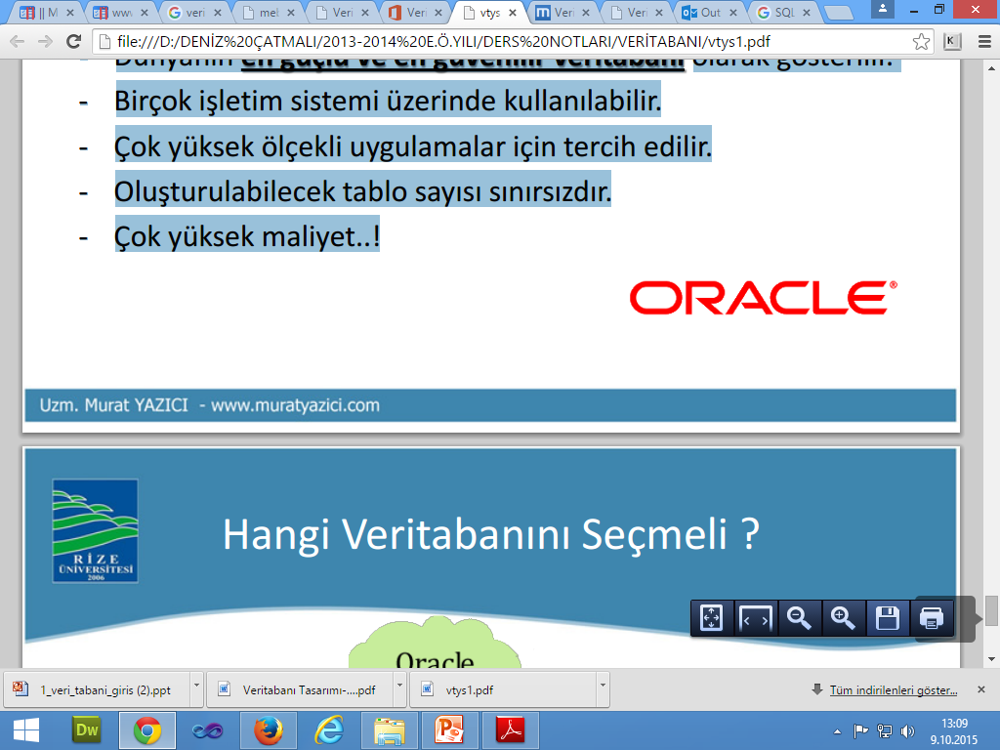 || M
www
veri
mel
Veri
Veri
vtys
Veri
Veri
Out
SQL
file:///D:/DENİZ%20ÇATMALI/2013-2014%20E.Ö.YILI/DERS%20NOTLARI/VERİTABANI/vtys1.pdf
- Dünyanın en güçlü ve en güvenilir veritabanı olarak gösterilir.
- Birçok işletim sistemi üzerinde kullanılabilir.
- Çok yüksek ölçekli uygulamalar için tercih edilir.
- Oluşturulabilecek tablo sayısı sınırsızdır.
- Çok yüksek maliyet..!
ORACLE®
Uzm. Murat YAZICI - www.muratyazici.com
RİZE
ÜNİVERSİTESİ
2006
Hangi Veritabanını Seçmeli ?
Oracle
1_veri_tabani_giris (2).ppt
Veritabanı Tasarımı-....pdf
vtys1.pdf
Tüm indirilenleri göster...
Dw
13:09
9.10.2015